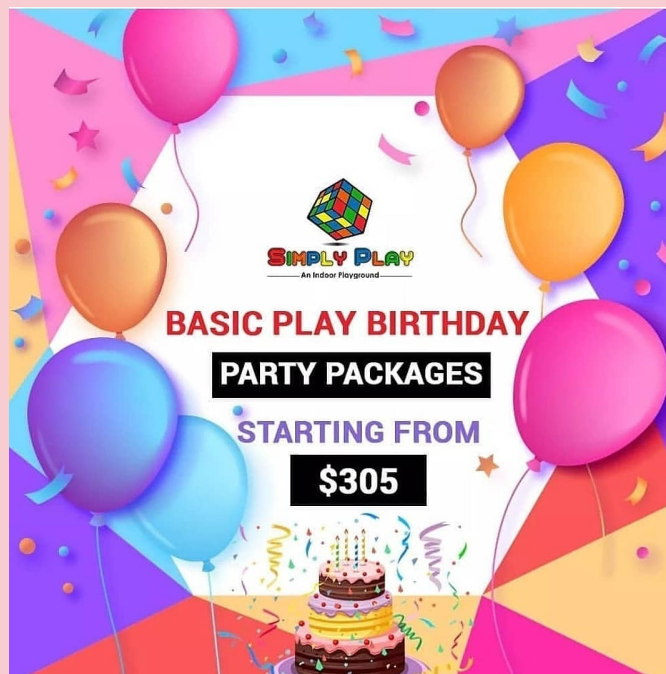 SIMPLY PLAY
An Indoor Playground
BASIC PLAY BIRTHDAY
PARTY PACKAGES
STARTING FROM
$305